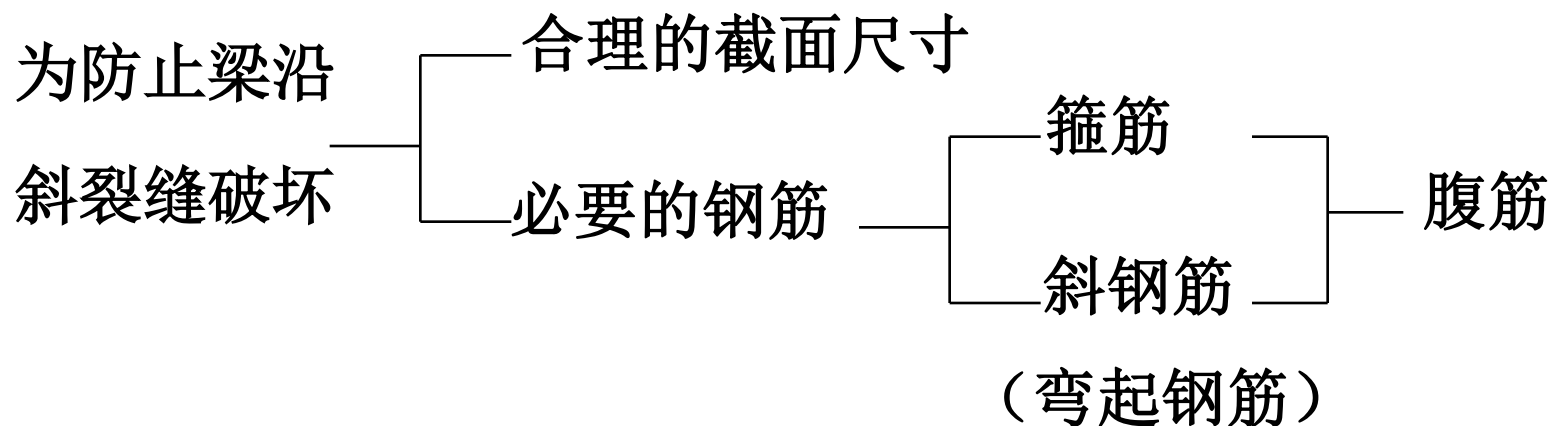 为防止梁沿
斜裂缝破坏
合理的截面尺寸
必要的钢筋
箍筋
斜钢筋
（弯起钢筋）
腹筋